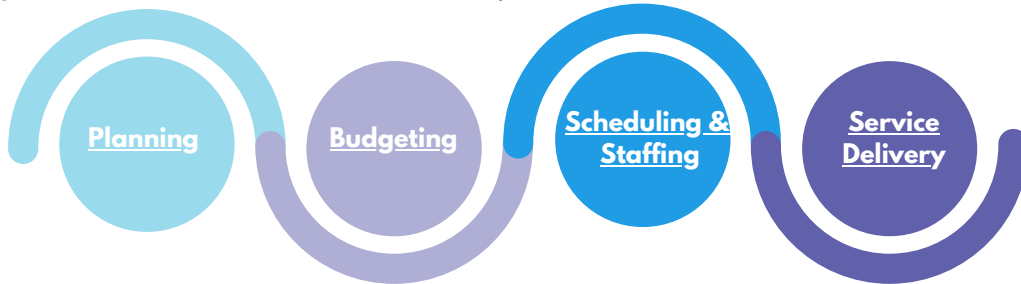 Planning
Budgeting
Scheduling &
Staffing
Service
Delivery